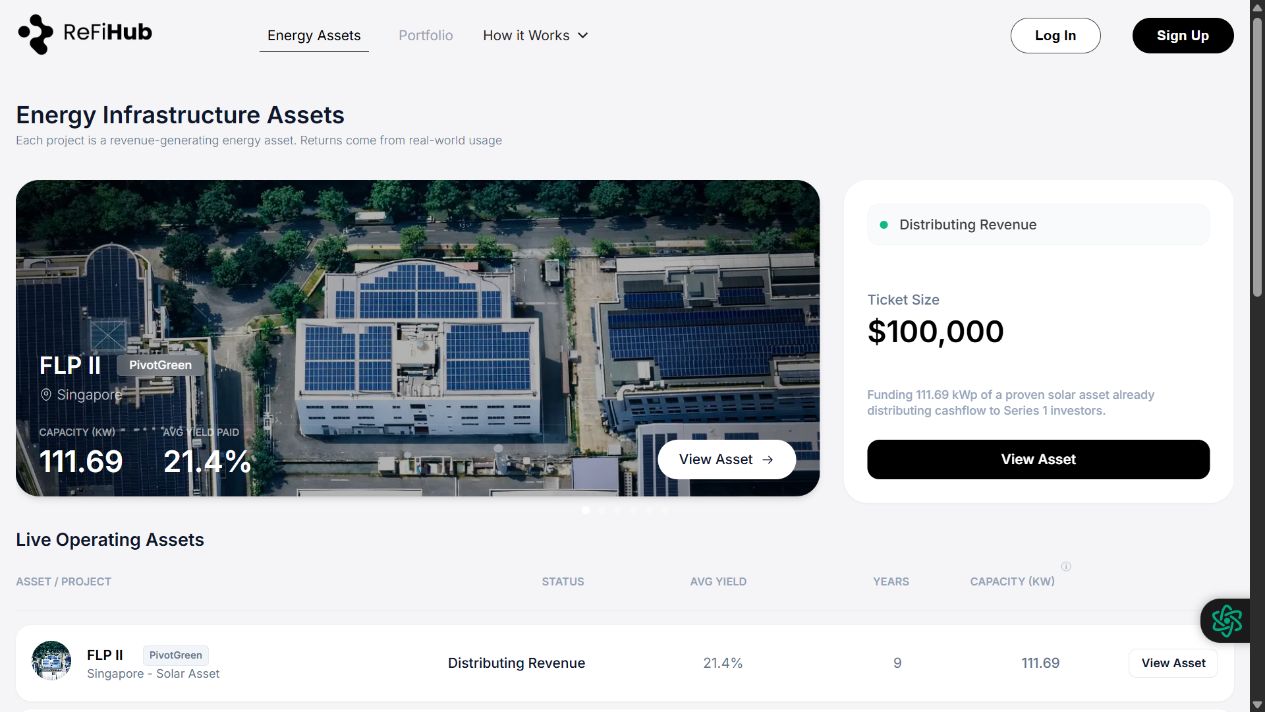 ReFiHub
Energy Assets
Portfolio
How it Works
Log In
Sign Up
Energy Infrastructure Assets
Each project is a revenue-generating energy asset. Returns come from real-world usage
FLP II
PivotGreen
Singapore
CAPACITY (KW)
AVG YIELD PAID
111.69
21.4%
View Asset →
Distributing Revenue
Ticket Size
$100,000
Funding 111.69 kWp of a proven solar asset already
distributing cashflow to Series 1 investors.
View Asset
Live Operating Assets
ASSET / PROJECT
STATUS
AVG YIELD
YEARS
CAPACITY (KW)
FLP II
PivotGreen
Singapore - Solar Asset
Distributing Revenue
21.4%
9
111.69
View Asset